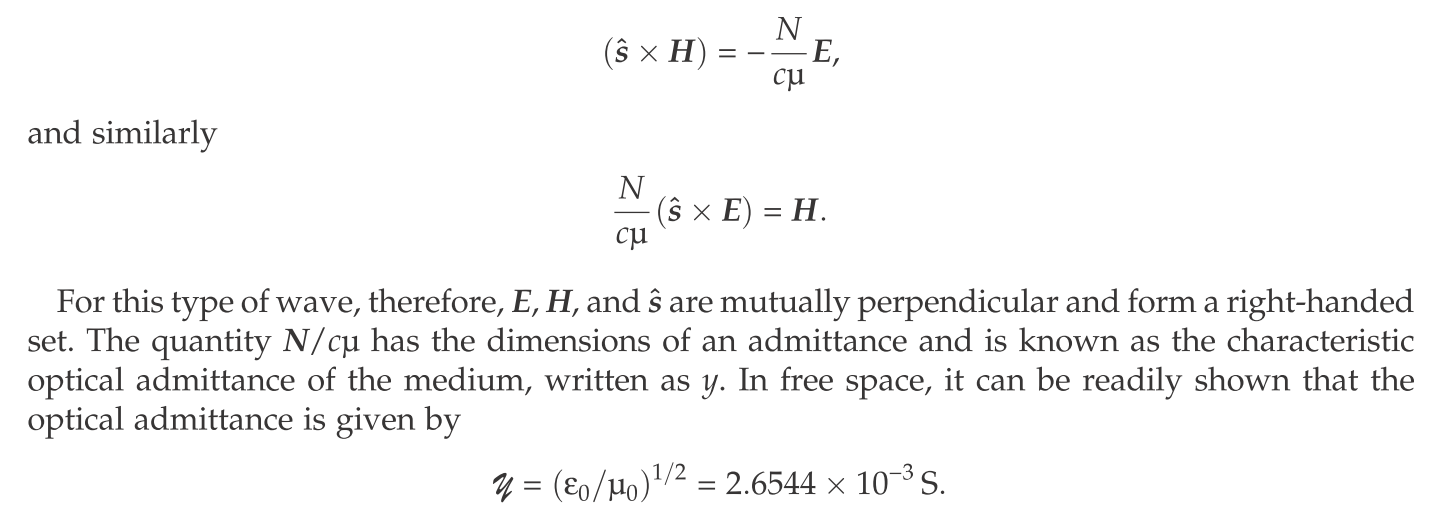 (ŝ × H) = −N/cμ E,
and similarly
N/cμ (ŝ × E) = H.
For this type of wave, therefore, E, H, and ŝ are mutually perpendicular and form a right-handed
set. The quantity N/cμ has the dimensions of an admittance and is known as the characteristic
optical admittance of the medium, written as y. In free space, it can be readily shown that the
optical admittance is given by
𝒴 = (ε₀/μ₀)^{1/2} = 2.6544 × 10⁻³ S.